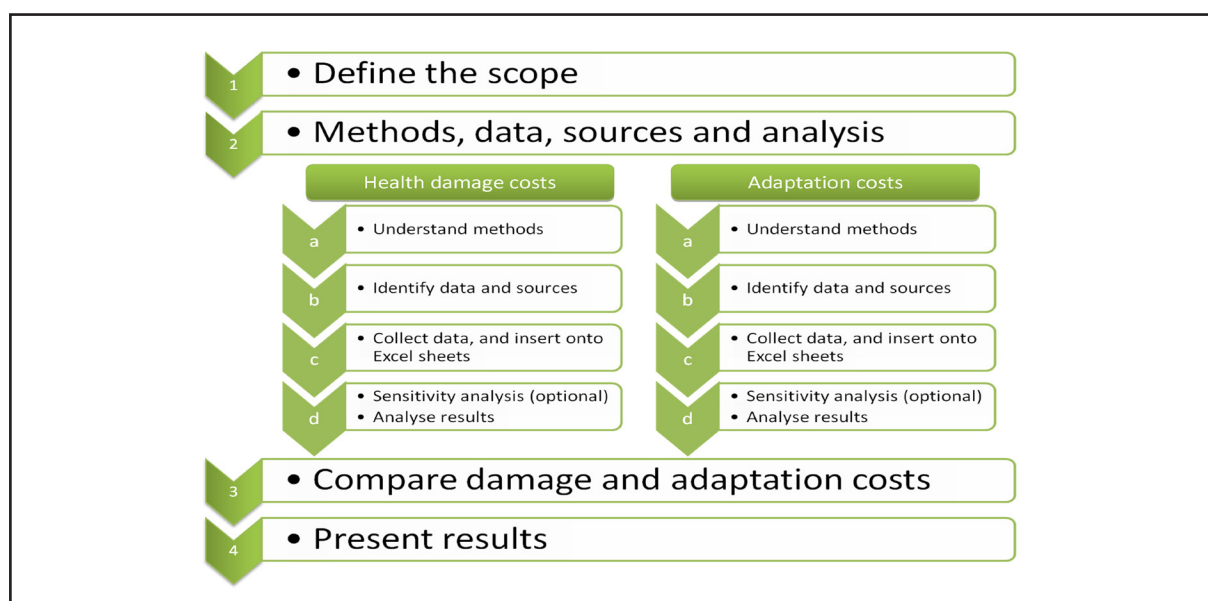 1
• Define the scope
2
• Methods, data, sources and analysis
Health damage costs
a
• Understand methods
b
• Identify data and sources
c
• Collect data, and insert onto
Excel sheets
d
• Sensitivity analysis (optional)
• Analyse results
Adaptation costs
a
• Understand methods
b
• Identify data and sources
c
• Collect data, and insert onto
Excel sheets
d
• Sensitivity analysis (optional)
• Analyse results
3
• Compare damage and adaptation costs
4
• Present results